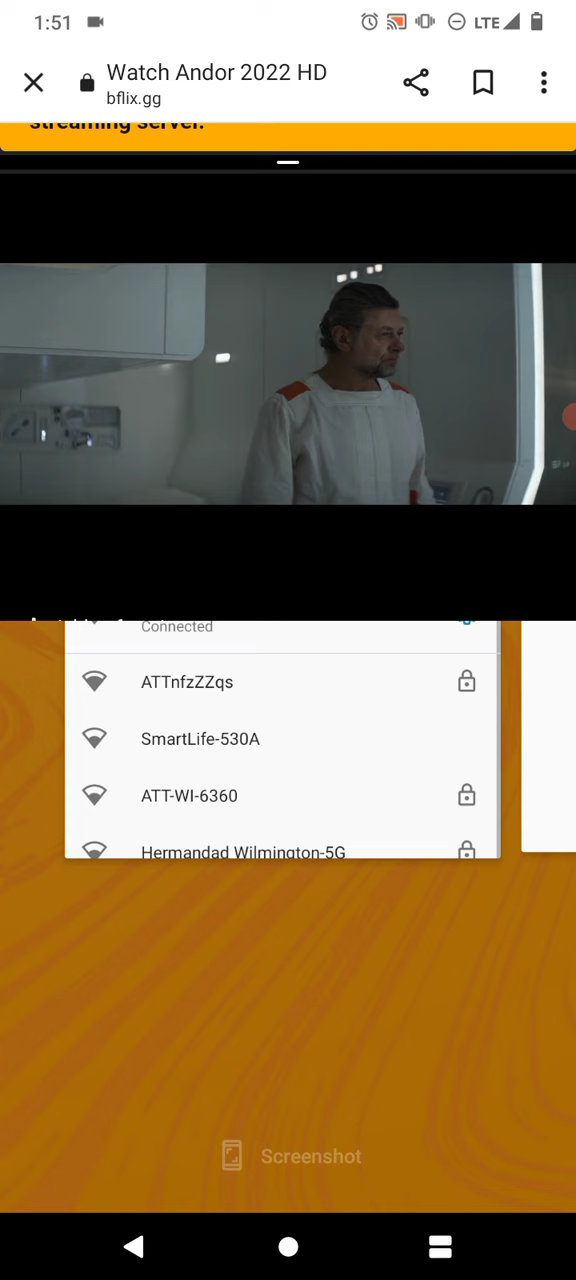 1:51
LTE
Watch Andor 2022 HD
bflix.gg
streaming server.
Connected
ATTnfzZZqs
SmartLife-530A
ATT-WI-6360
Hermandad Wilmington-5G
Screenshot